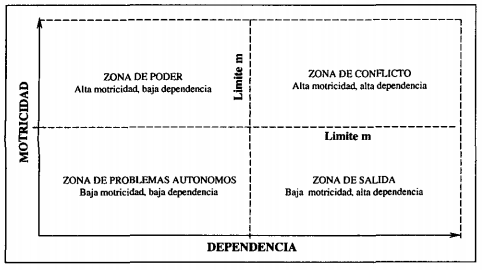 MOTRICIDAD
ZONA DE PODER
Alta motricidad, baja dependencia
Limite m
ZONA DE CONFLICTO
Alta motricidad, alta dependencia
Limite m
ZONA DE PROBLEMAS AUTONOMOS
Baja motricidad, baja dependencia
ZONA DE SALIDA
Baja motricidad, alta dependencia
DEPENDENCIA